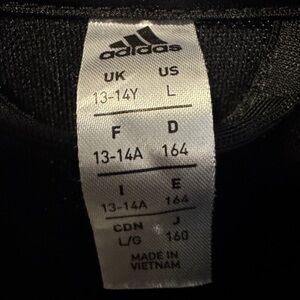 adidas
UK US
13-14Y L
F D
13-14A 164
I E
13-14A 164
CDN J
L/G 160
MADE IN
VIETNAM